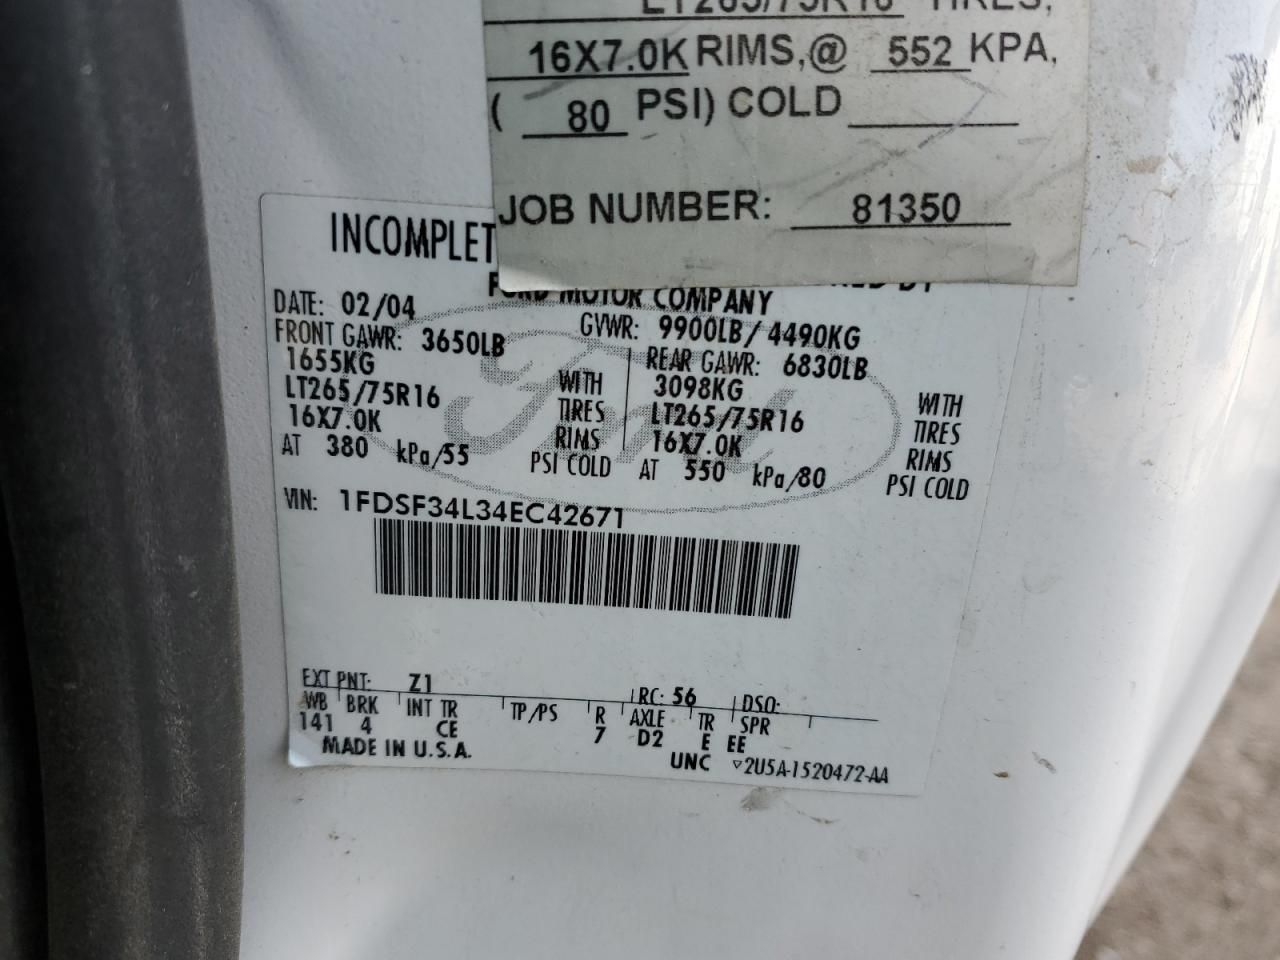 LT265/75R16 TIRES,
16X7.0K RIMS,@ 552 KPA,
( 80 PSI) COLD
JOB NUMBER: 81350
INCOMPLET
FORD MOTOR COMPANY
DATE: 02/04 GVWR: 9900LB/ 4490KG
FRONT GAWR: 3650LB REAR GAWR: 6830LB
1655KG WITH 3098KG WITH
LT265/75R16 TIRES LT265/75R16 TIRES
16X7.0K RIMS 16X7.0K RIMS
AT 380 kPa/55 PSI COLD AT 550 kPa/80 PSI COLD
VIN: 1FDSF34L34EC42671
EXT PNT: Z1 RC: 56 DSO:
WB BRK INT TR TP/PS R AXLE TR SPR
141 4 CE 7 D2 E EE
MADE IN U.S.A. UNC ▽2U5A-1520472-AA